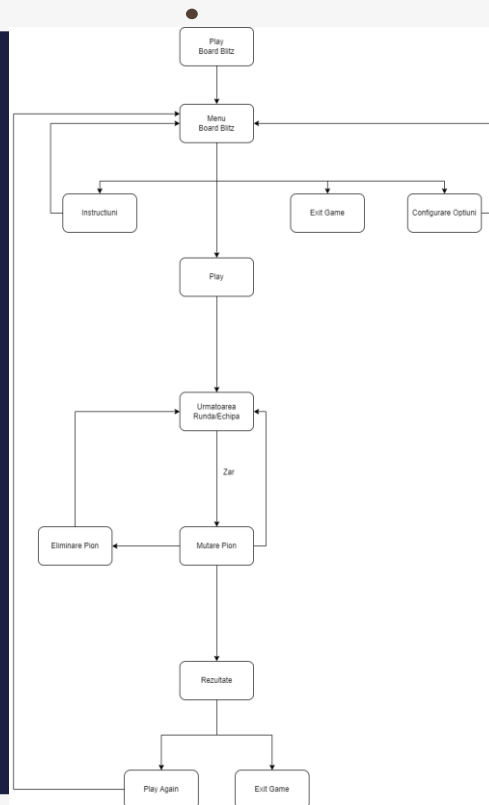 Play
Board Blitz
Menu
Board Blitz
Instructiuni
Exit Game
Configurare Optiuni
Play
Urmatoarea
Runda/Echipa
Zar
Eliminare Pion
Mutare Pion
Rezultate
Play Again
Exit Game